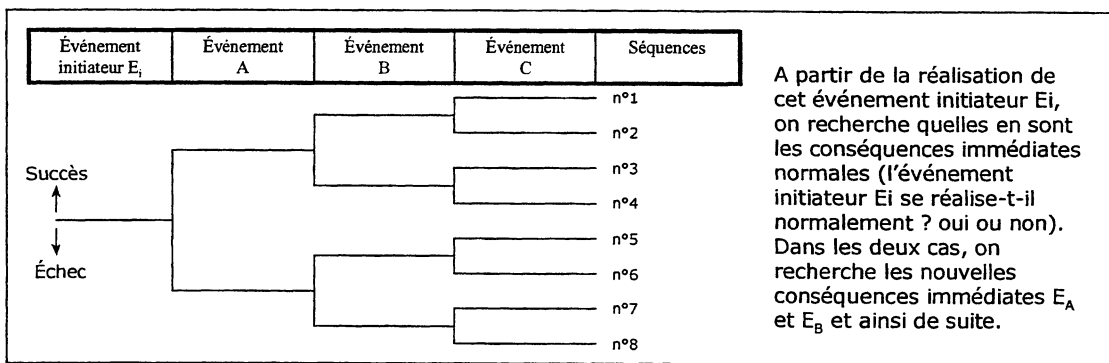 Événement
initiateur Ei
Événement
A
Événement
B
Événement
C
Séquences
n°1
n°2
n°3
n°4
n°5
n°6
n°7
n°8
Succès
Échec
A partir de la réalisation de
cet événement initiateur Ei,
on recherche quelles en sont
les conséquences immédiates
normales (l'événement
initiateur Ei se réalise-t-il
normalement ? oui ou non).
Dans les deux cas, on
recherche les nouvelles
conséquences immédiates EA
et EB et ainsi de suite.